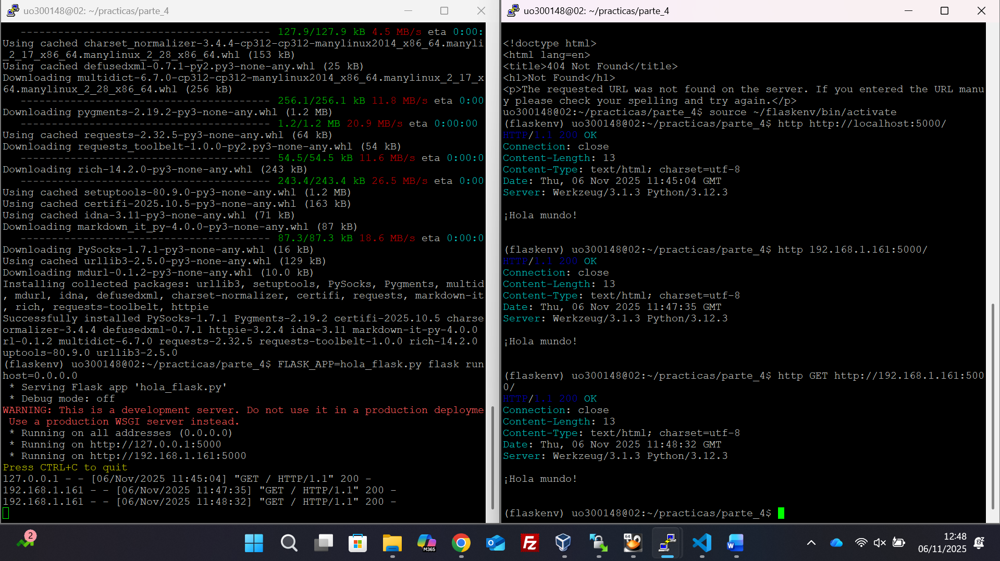 uo300148@02: ~/practicas/parte_4
---------------------------------------- 127.9/127.9 kB 4.5 MB/s eta 0:00:
Using cached charset_normalizer-3.4.4-cp312-cp312-manylinux2014_x86_64.manyli
_2_17_x86_64.manylinux_2_28_x86_64.whl (153 kB)
Using cached defusedxml-0.7.1-py2.py3-none-any.whl (25 kB)
Downloading multidict-6.7.0-cp312-cp312-manylinux2014_x86_64.manylinux_2_17_x
64.manylinux_2_28_x86_64.whl (256 kB)
---------------------------------------- 256.1/256.1 kB 11.8 MB/s eta 0:00
Downloading pygments-2.19.2-py3-none-any.whl (1.2 MB)
---------------------------------------- 1.2/1.2 MB 20.9 MB/s eta 0:00:00
Using cached requests-2.32.5-py3-none-any.whl (64 kB)
Downloading requests_toolbelt-1.0.0-py2.py3-none-any.whl (54 kB)
---------------------------------------- 54.5/54.5 kB 11.6 MB/s eta 0:00:0
Downloading rich-14.2.0-py3-none-any.whl (243 kB)
---------------------------------------- 243.4/243.4 kB 26.5 MB/s eta 0:00
Using cached setuptools-80.9.0-py3-none-any.whl (1.2 MB)
Using cached certifi-2025.10.5-py3-none-any.whl (163 kB)
Using cached idna-3.11-py3-none-any.whl (71 kB)
Downloading markdown_it_py-4.0.0-py3-none-any.whl (87 kB)
---------------------------------------- 87.3/87.3 kB 18.6 MB/s eta 0:00:0
Downloading PySocks-1.7.1-py3-none-any.whl (16 kB)
Using cached urllib3-2.5.0-py3-none-any.whl (129 kB)
Downloading mdurl-0.1.2-py3-none-any.whl (10.0 kB)
Installing collected packages: urllib3, setuptools, PySocks, Pygments, multid
, mdurl, idna, defusedxml, charset-normalizer, certifi, requests, markdown-it
, rich, requests-toolbelt, httpie
Successfully installed PySocks-1.7.1 Pygments-2.19.2 certifi-2025.10.5 charse
ormalizer-3.4.4 defusedxml-0.7.1 httpie-3.2.4 idna-3.11 markdown-it-py-4.0.0
rl-0.1.2 multidict-6.7.0 requests-2.32.5 requests-toolbelt-1.0.0 rich-14.2.0
uptools-80.9.0 urllib3-2.5.0
(flaskenv) uo300148@02:~/practicas/parte_4$ FLASK_APP=hola_flask.py flask run
host=0.0.0.0
* Serving Flask app 'hola_flask.py'
* Debug mode: off
WARNING: This is a development server. Do not use it in a production deployme
Use a production WSGI server instead.
* Running on all addresses (0.0.0.0)
* Running on http://127.0.0.1:5000
* Running on http://192.168.1.161:5000
Press CTRL+C to quit
127.0.0.1 - - [06/Nov/2025 11:45:04] "GET / HTTP/1.1" 200 -
192.168.1.161 - - [06/Nov/2025 11:47:35] "GET / HTTP/1.1" 200 -
192.168.1.161 - - [06/Nov/2025 11:48:32] "GET / HTTP/1.1" 200 -
uo300148@02: ~/practicas/parte_4
<!doctype html>
<html lang=en>
<title>404 Not Found</title>
<h1>Not Found</h1>
<p>The requested URL was not found on the server. If you entered the URL manu
y please check your spelling and try again.</p>
uo300148@02:~/practicas/parte_4$ source ~/flaskenv/bin/activate
(flaskenv) uo300148@02:~/practicas/parte_4$ http http://localhost:5000/
HTTP/1.1 200 OK
Connection: close
Content-Length: 13
Content-Type: text/html; charset=utf-8
Date: Thu, 06 Nov 2025 11:45:04 GMT
Server: Werkzeug/3.1.3 Python/3.12.3
¡Hola mundo!
(flaskenv) uo300148@02:~/practicas/parte_4$ http 192.168.1.161:5000/
HTTP/1.1 200 OK
Connection: close
Content-Length: 13
Content-Type: text/html; charset=utf-8
Date: Thu, 06 Nov 2025 11:47:35 GMT
Server: Werkzeug/3.1.3 Python/3.12.3
¡Hola mundo!
(flaskenv) uo300148@02:~/practicas/parte_4$ http GET http://192.168.1.161:500
0/
HTTP/1.1 200 OK
Connection: close
Content-Length: 13
Content-Type: text/html; charset=utf-8
Date: Thu, 06 Nov 2025 11:48:32 GMT
Server: Werkzeug/3.1.3 Python/3.12.3
¡Hola mundo!
(flaskenv) uo300148@02:~/practicas/parte_4$
2
M365
64
12:48
06/11/2025